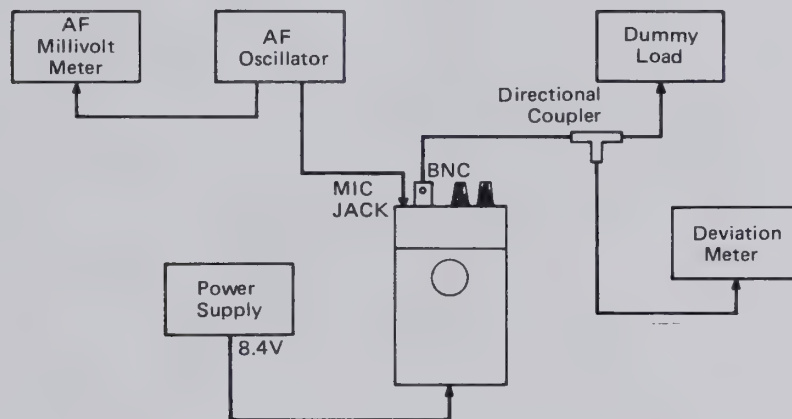 AF
Millivolt
Meter
AF
Oscillator
Dummy
Load
Directional
Coupler
BNC
MIC
JACK
Deviation
Meter
Power
Supply
8.4V